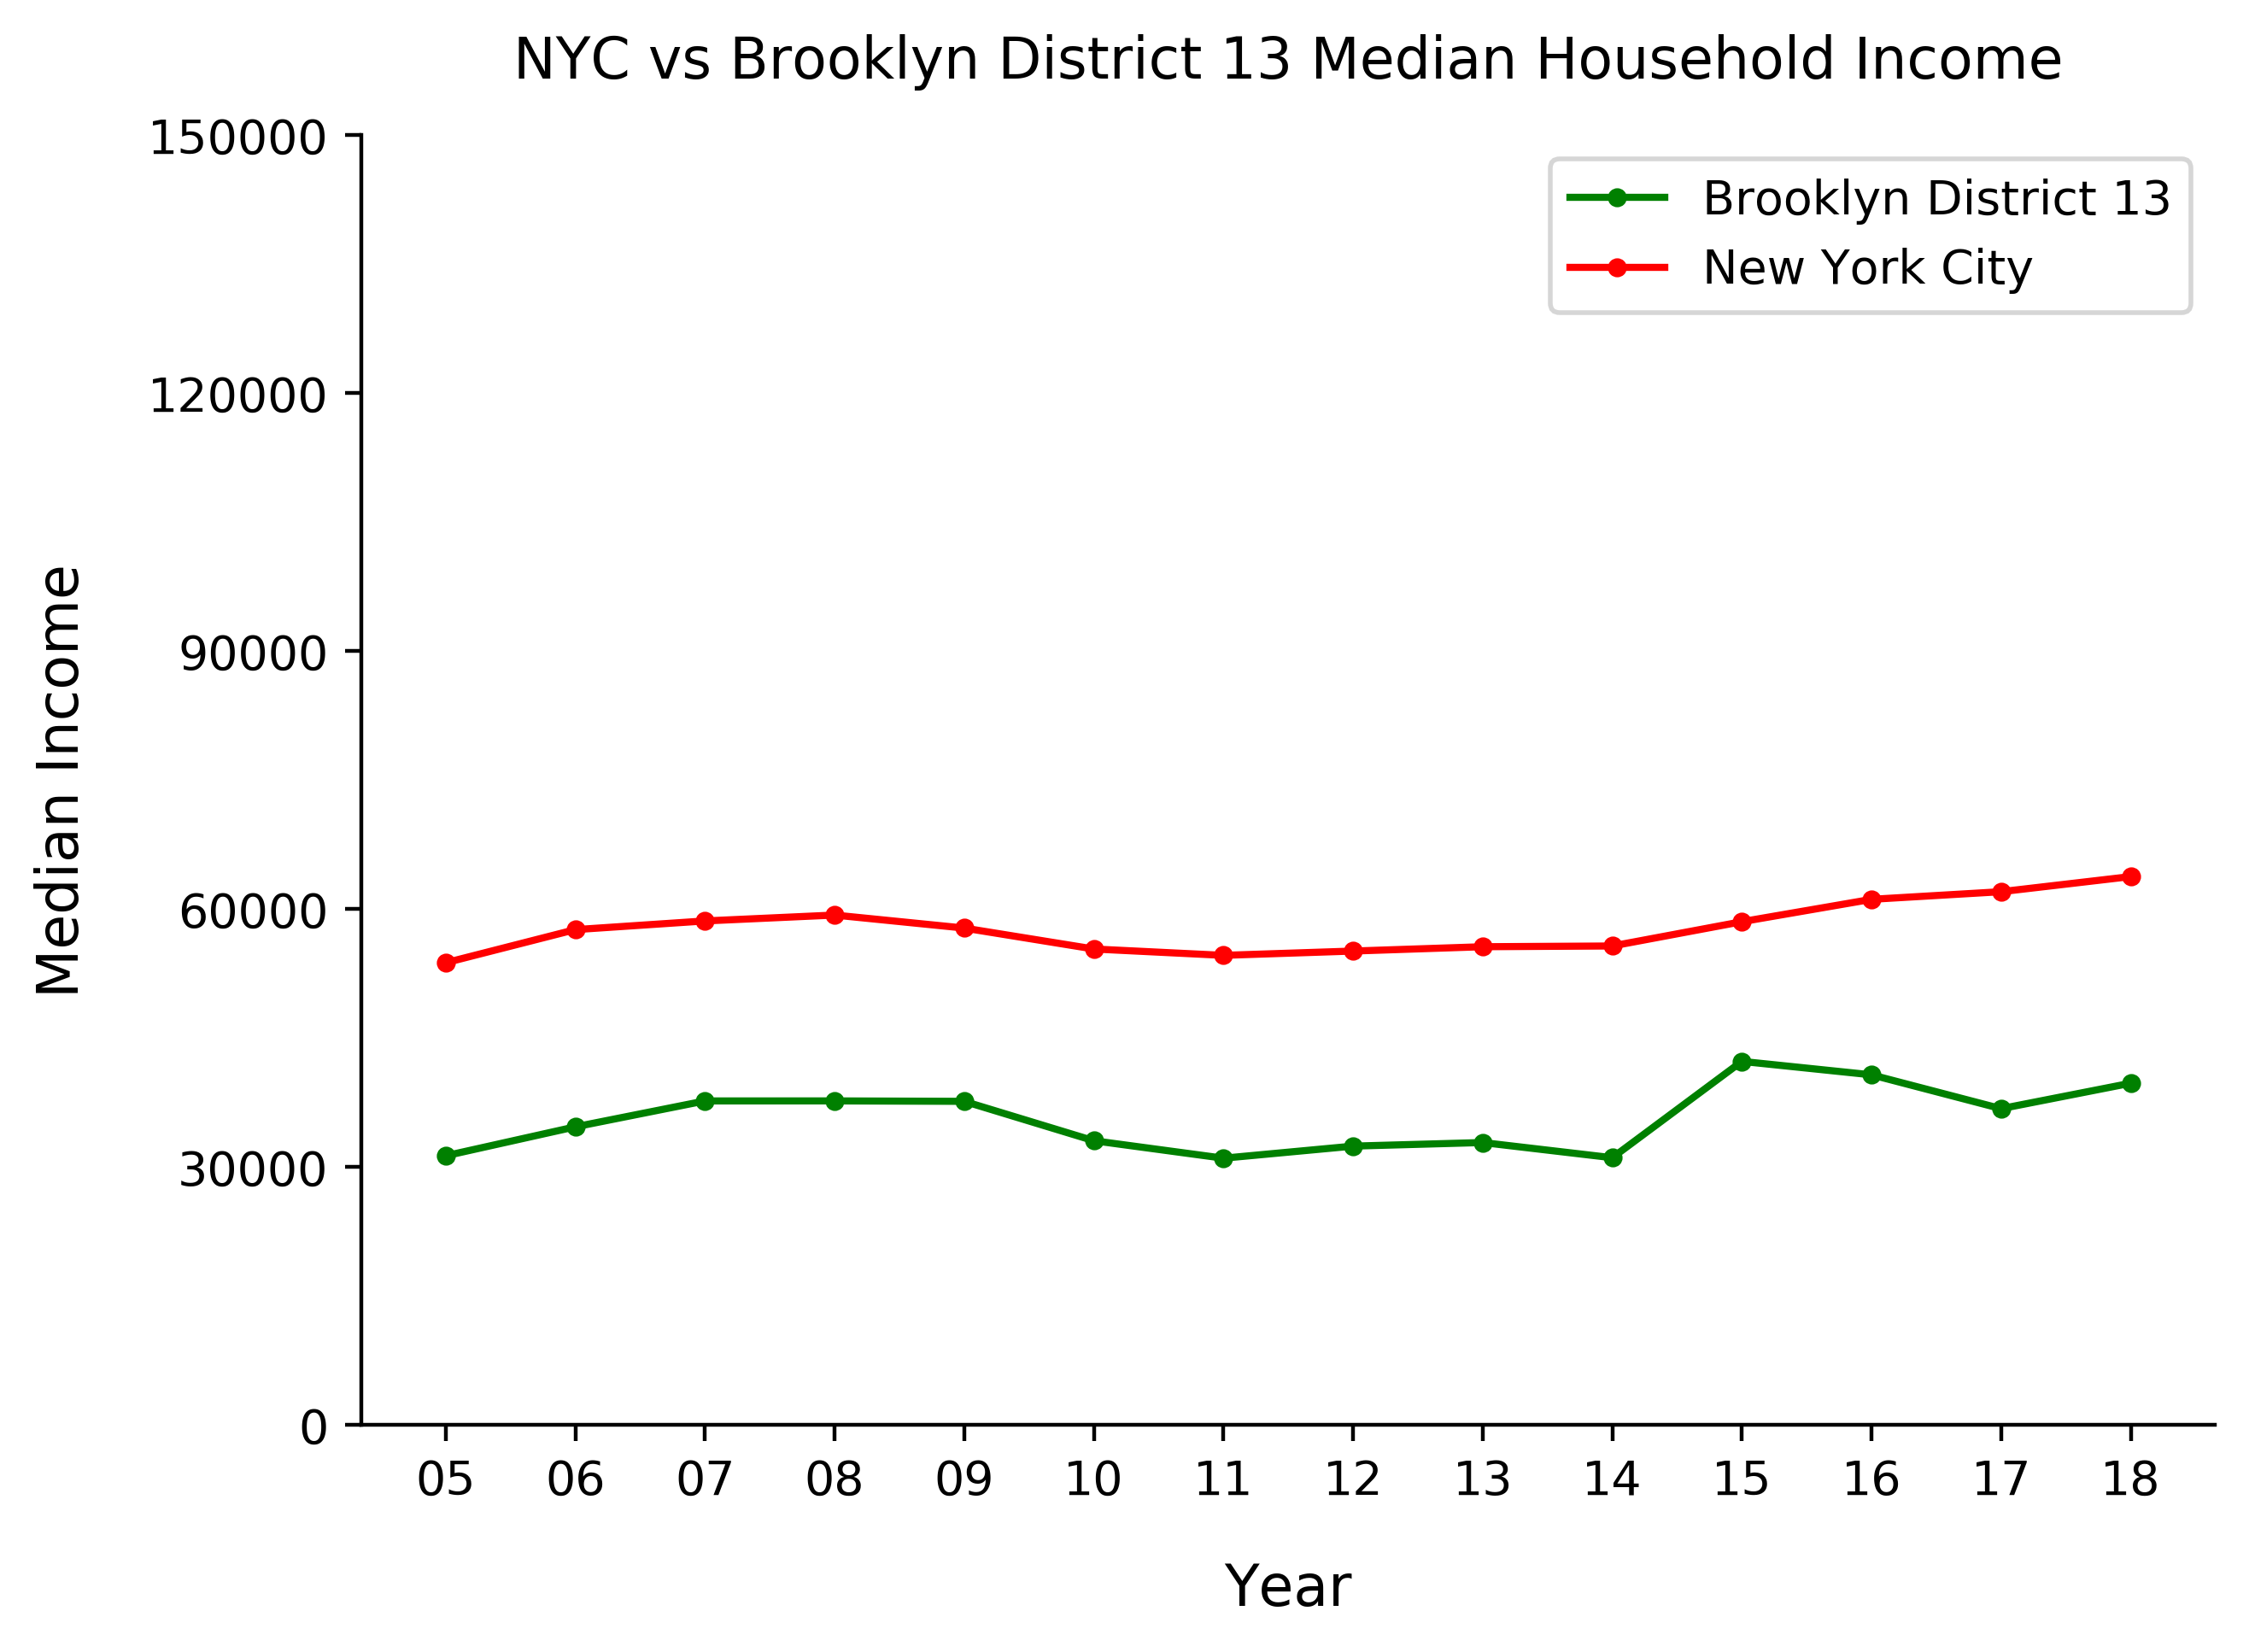 NYC vs Brooklyn District 13 Median Household Income
150000
120000
90000
60000
30000
0
Median Income
Brooklyn District 13
New York City
05 06 07 08 09 10 11 12 13 14 15 16 17 18
Year